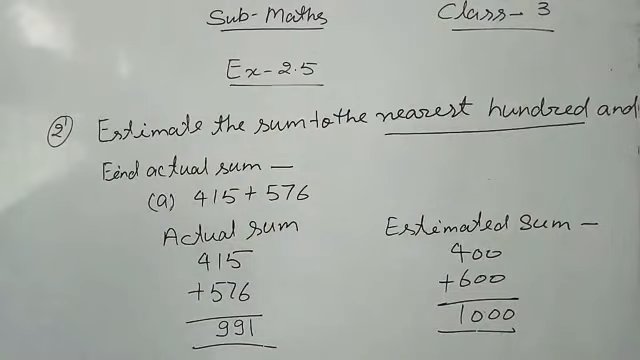 Sub-Maths Class-3
Ex-2.5
(2) Estimate the sum to the nearest hundred and
Find actual sum —
(a) 415 + 576
Actual sum Estimated sum —
415 400
+576 +600
991 1000